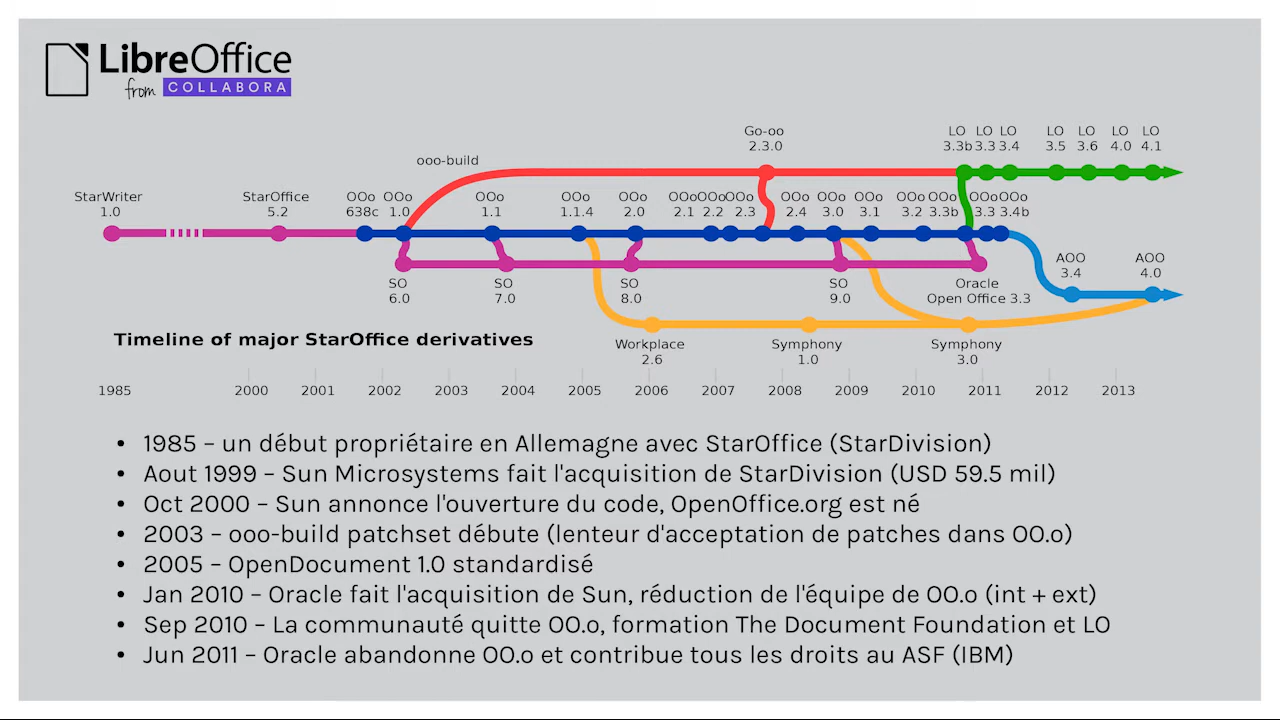 LibreOffice
from COLLABORA
Go-oo LO LO LO LO LO LO LO
2.3.0 3.3b 3.3 3.4 3.5 3.6 4.0 4.1
ooo-build
StarWriter StarOffice OOo OOo OOo OOo OOo OOo OOo OOo OOo OOo OOo OOo OOo OOo OOo
1.0 5.2 638c 1.0 1.1 1.1.4 2.0 2.1 2.2 2.3 2.4 3.0 3.1 3.2 3.3b 3.3 3.4b
AOO AOO
3.4 4.0
SO SO SO SO Oracle
6.0 7.0 8.0 9.0 Open Office 3.3
Timeline of major StarOffice derivatives
Workplace Symphony Symphony
2.6 1.0 3.0
1985 2000 2001 2002 2003 2004 2005 2006 2007 2008 2009 2010 2011 2012 2013
• 1985 – un début propriétaire en Allemagne avec StarOffice (StarDivision)
• Aout 1999 – Sun Microsystems fait l'acquisition de StarDivision (USD 59.5 mil)
• Oct 2000 – Sun annonce l'ouverture du code, OpenOffice.org est né
• 2003 – ooo-build patchset débute (lenteur d'acceptation de patches dans OO.o)
• 2005 – OpenDocument 1.0 standardisé
• Jan 2010 – Oracle fait l'acquisition de Sun, réduction de l'équipe de OO.o (int + ext)
• Sep 2010 – La communauté quitte OO.o, formation The Document Foundation et LO
• Jun 2011 – Oracle abandonne OO.o et contribue tous les droits au ASF (IBM)